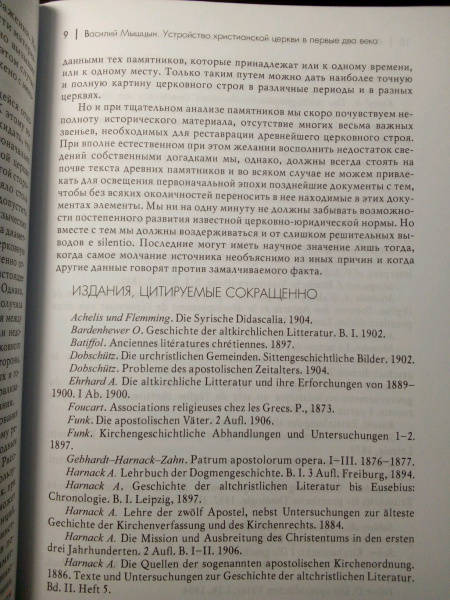 9 | Василий Мышцын. Устройство христианской церкви в первые два века
данными тех памятников, которые принадлежат или к одному времени,
или к одному месту. Только таким путем можно дать наиболее точную
и полную картину церковного строя в различные периоды и в разных
церквях.
Но и при тщательном анализе памятников мы скоро почувствуем не-
полноту исторического материала, отсутствие многих весьма важных
звеньев, необходимых для реставрации древнейшего церковного строя.
При вполне естественном при этом желании восполнить недостаток све-
дений собственными догадками мы, однако, должны всегда стоять на
почве текста древних памятников и во всяком случае не можем привлек-
ать для освещения первоначальной эпохи позднейшие документы с тем,
чтобы без всяких околичностей переносить в нее находимые в этих доку-
ментах элементы. Мы ни на одну минуту не должны забывать возможно-
сти постепенного развития известной церковно-юридической нормы. Но
вместе с тем мы должны воздерживаться и от слишком решительных вы-
водов e silentio. Последние могут иметь научное значение лишь тогда,
когда самое молчание источника необъяснимо из иных причин и когда
другие данные говорят против замалчиваемого факта.
ИЗДАНИЯ, ЦИТИРУЕМЫЕ СОКРАЩЕННО
Achelis und Flemming. Die Syrische Didascalia. 1904.
Bardenhewer O. Geschichte der altkirchlichen Litteratur. B. I. 1902.
Batiffol. Anciennes litératures chrétiennes. 1897.
Dobschütz. Die urchristlichen Gemeinden. Sittengeschichtliche Bilder. 1902.
Dobschütz. Probleme des apostolischen Zeitalters. 1904.
Ehrhard A. Die altkirchliche Litteratur und ihre Erforchungen von 1889–
1900. I Ab. 1900.
Foucart. Associations religieuses chez les Grecs. P., 1873.
Funk. Die apostolischen Väter. 2 Aufl. 1906.
Funk. Kirchengeschichtliche Abhandlungen und Untersuchungen 1–2.
1897.
Gebhardt–Harnack–Zahn. Patrum apostolorum opera. I–III. 1876–1877.
Harnack A. Lehrbuch der Dogmengeschichte. B. I. 3 Aufl. Freiburg, 1894.
Harnack A. Geschichte der altchristlichen Literatur bis Eusebius:
Chronologie. B. I. Leipzig, 1897.
Harnack A. Lehre der zwölf Apostel, nebst Untersuchungen zur älteste
Gechichte der Kirchenverfassung und des Kirchenrechts. 1884.
Harnack A. Die Mission und Ausbreitung des Christentums in den ersten
drei Jahrhunderten. 2 Aufl. B. I–II. 1906.
Harnack A. Die Quellen der sogenannten apostolischen Kirchenordnung.
1886. Texte und Untersuchungen zur Geschichte der altchristlichen Literatur.
Bd. II. Heft 5.